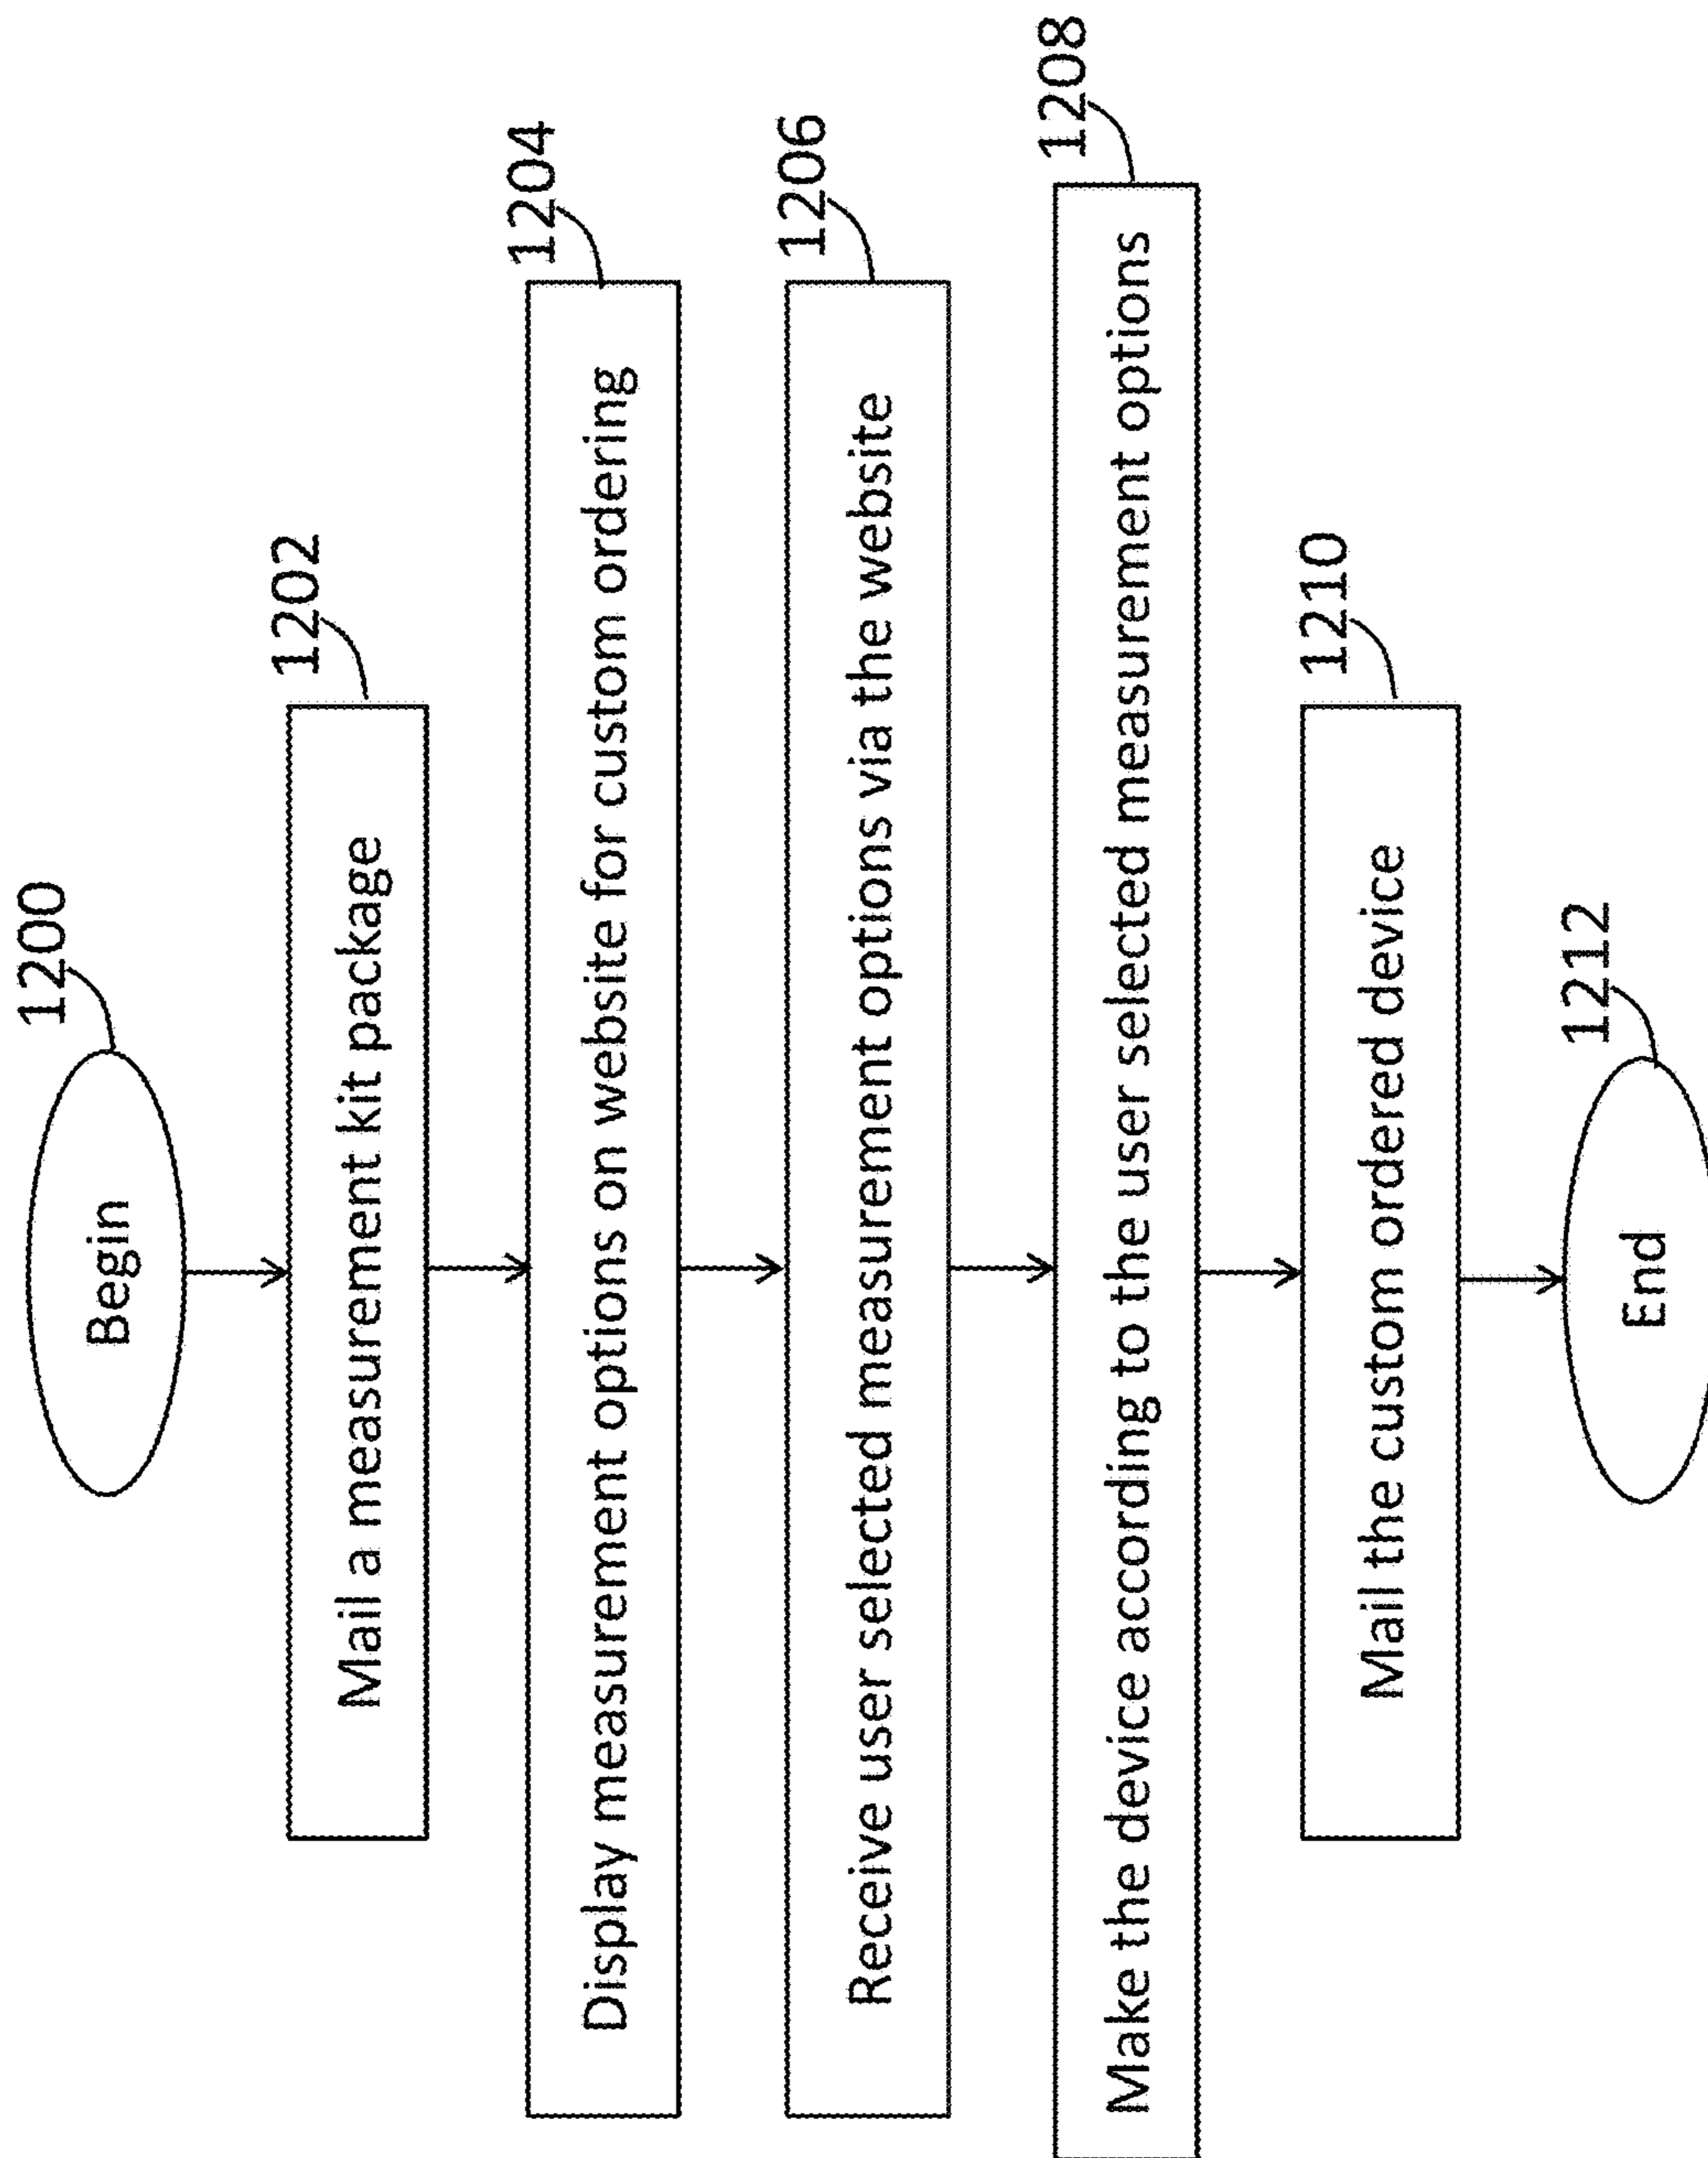 1200
Begin
1202
Mail a measurement kit package
1204
Display measurement options on website for custom ordering
1206
Receive user selected measurement options via the website
1208
Make the device according to the user selected measurement options
1210
Mail the custom ordered device
1212
End